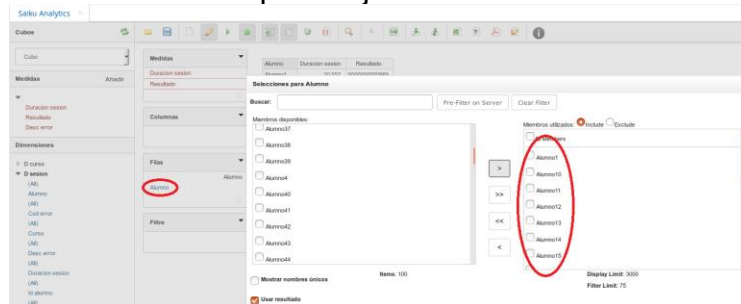 Saiku Analytics
Cubos
Cubo
Medidas Añadir
Duracion sesion
Resultado
Desc error
Dimensiones
D curso
D sesion
(All)
Alumno
(All)
Cod error
(All)
Curso
(All)
Desc error
(All)
Duracion sesion
(All)
Id alumno
(All)
Medidas
Duracion sesion
Resultado
Columnas
Filas
Alumno
Alumno
Filtro
Alumno Duracion sesión Resultado
Selecciones para Alumno
Buscar: Pre-Filter on Server Clear Filter
Miembros disponibles:
Alumno37
Alumno38
Alumno39
Alumno4
Alumno40
Alumno41
Alumno42
Alumno43
Alumno44
>
>>
<<
<
Miembros utilizados: Include Exclude
Members
Alumno1
Alumno10
Alumno11
Alumno12
Alumno13
Alumno14
Alumno15
Mostrar nombres únicos
Items: 100
Display Limit: 3000
Filter Limit: 75
Usar resultado